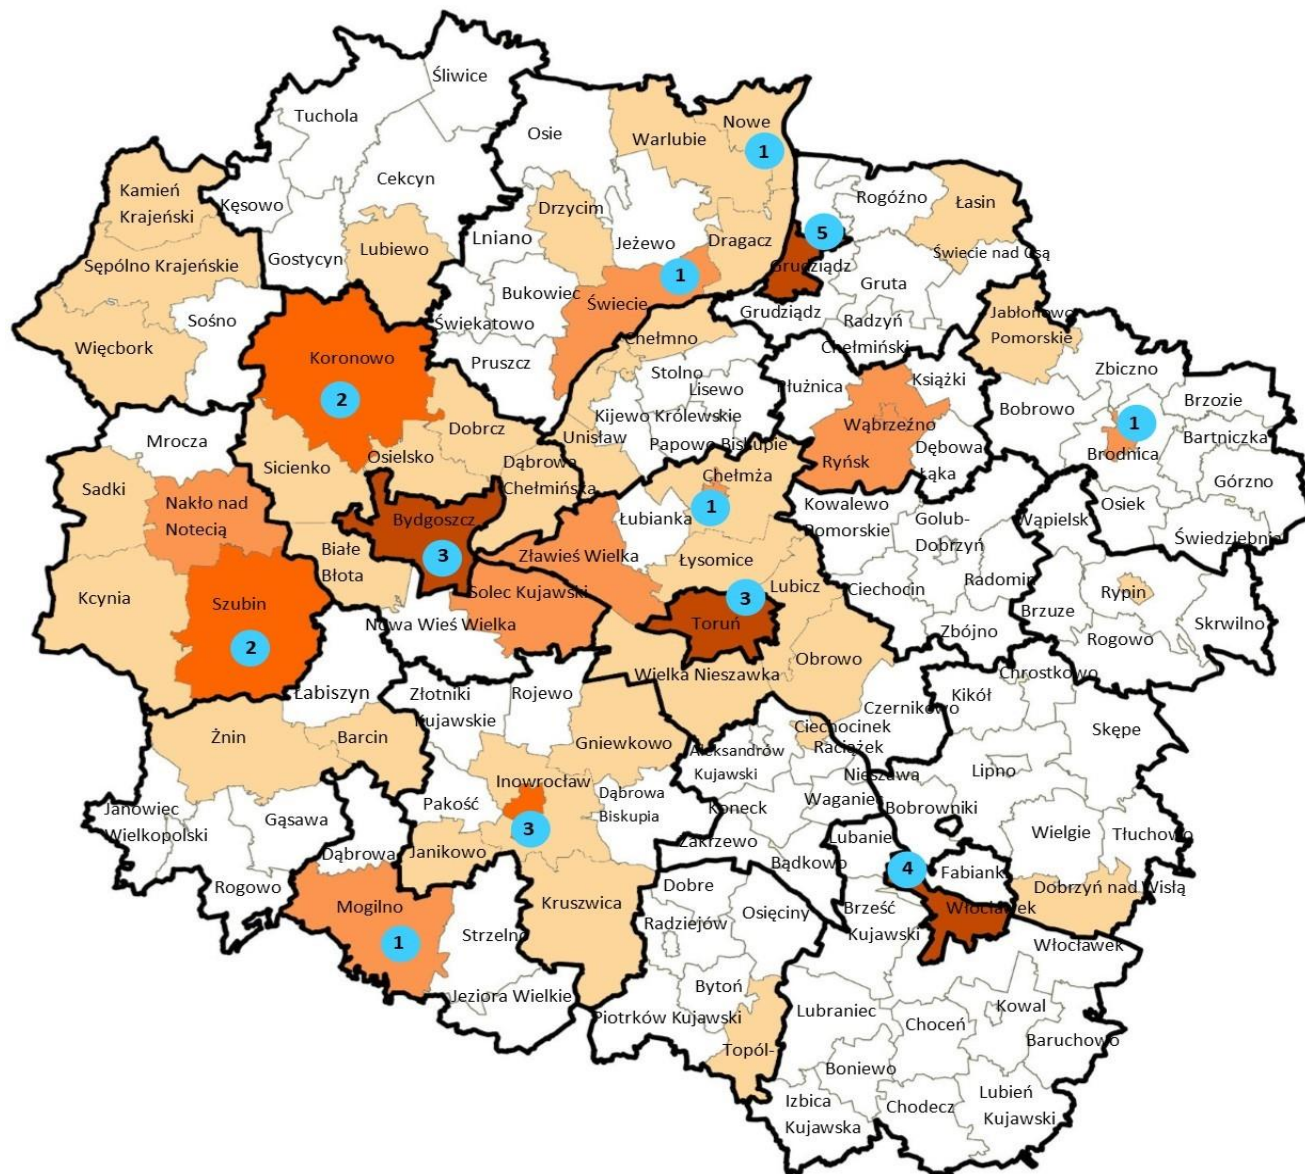 Śliwice
Tuchola
Nowe
Osie
Warlubie
1
Cekcyn
Kamień
Krajeński
Kęsowo
Rogóźno
Łasin
Drzycim
Lubiewo
Lniano
Jeżewo
Dragacz
5
Gostycyn
Sępólno Krajeńskie
Świecie nad Osą
Grudziądz
1
Gruta
Bukowiec
Świecie
Sośno
Świekatowo
Grudziądz
Radzyń
Chełmiński
Jabłonowo
Pomorskie
Więcbork
Koronowo
Pruszcz
Chełmno
Stolno
Zbiczno
Płużnica
Książki
Lisewo
2
Brzozie
Bobrowo
1
Kijewo Królewskie
Wąbrzeźno
Dobrcz
Unisław
Papowo Biskupie
Bartniczka
Mrocza
Dębowa
Łąka
Brodnica
Sicienko
Osielsko
Dąbrowa
Chełmińska
Ryńsk
Chełmża
Górzno
Sadki
Nakło nad
Notecią
Kowalewo
Pomorskie
Osiek
1
Bydgoszcz
Łubianka
Golub-
Dobrzyń
Wąpielsk
Świedziebnia
Białe
Błota
3
Zławieś Wielka
Łysomice
Radomin
Kcynia
Szubin
Solec Kujawski
Lubicz
Ciechocin
Rypin
3
Brzuze
Toruń
Nowa Wieś Wielka
Skrwilno
Zbójno
Rogowo
2
Obrowo
Wielka Nieszawka
Chrostkowo
Łabiszyn
Złotniki
Kujawskie
Rojewo
Kikół
Czernikowo
Żnin
Barcin
Ciechocinek
Skępe
Gniewkowo
Aleksandrów
Kujawski
Raciążek
Nieszawa
Lipno
Inowrocław
Dąbrowa
Biskupia
Waganiec
Bobrowniki
Janowiec
Wielkopolski
Gąsawa
Pakość
Koneck
3
Wielgie
Tłuchowo
Dąbrowa
Janikowo
Zakrzewo
Lubanie
Bądkowo
4
Fabianki
Rogowo
Dobre
Dobrzyń nad Wisłą
Mogilno
Kruszwica
Osięciny
Brześć
Kujawski
Włocławek
Radziejów
Strzelno
1
Włocławek
Bytoń
Jeziora Wielkie
Lubraniec
Kowal
Piotrków Kujawski
Choceń
Baruchowo
Topól-
Boniewo
Izbica
Kujawska
Chodecz
Lubień
Kujawski